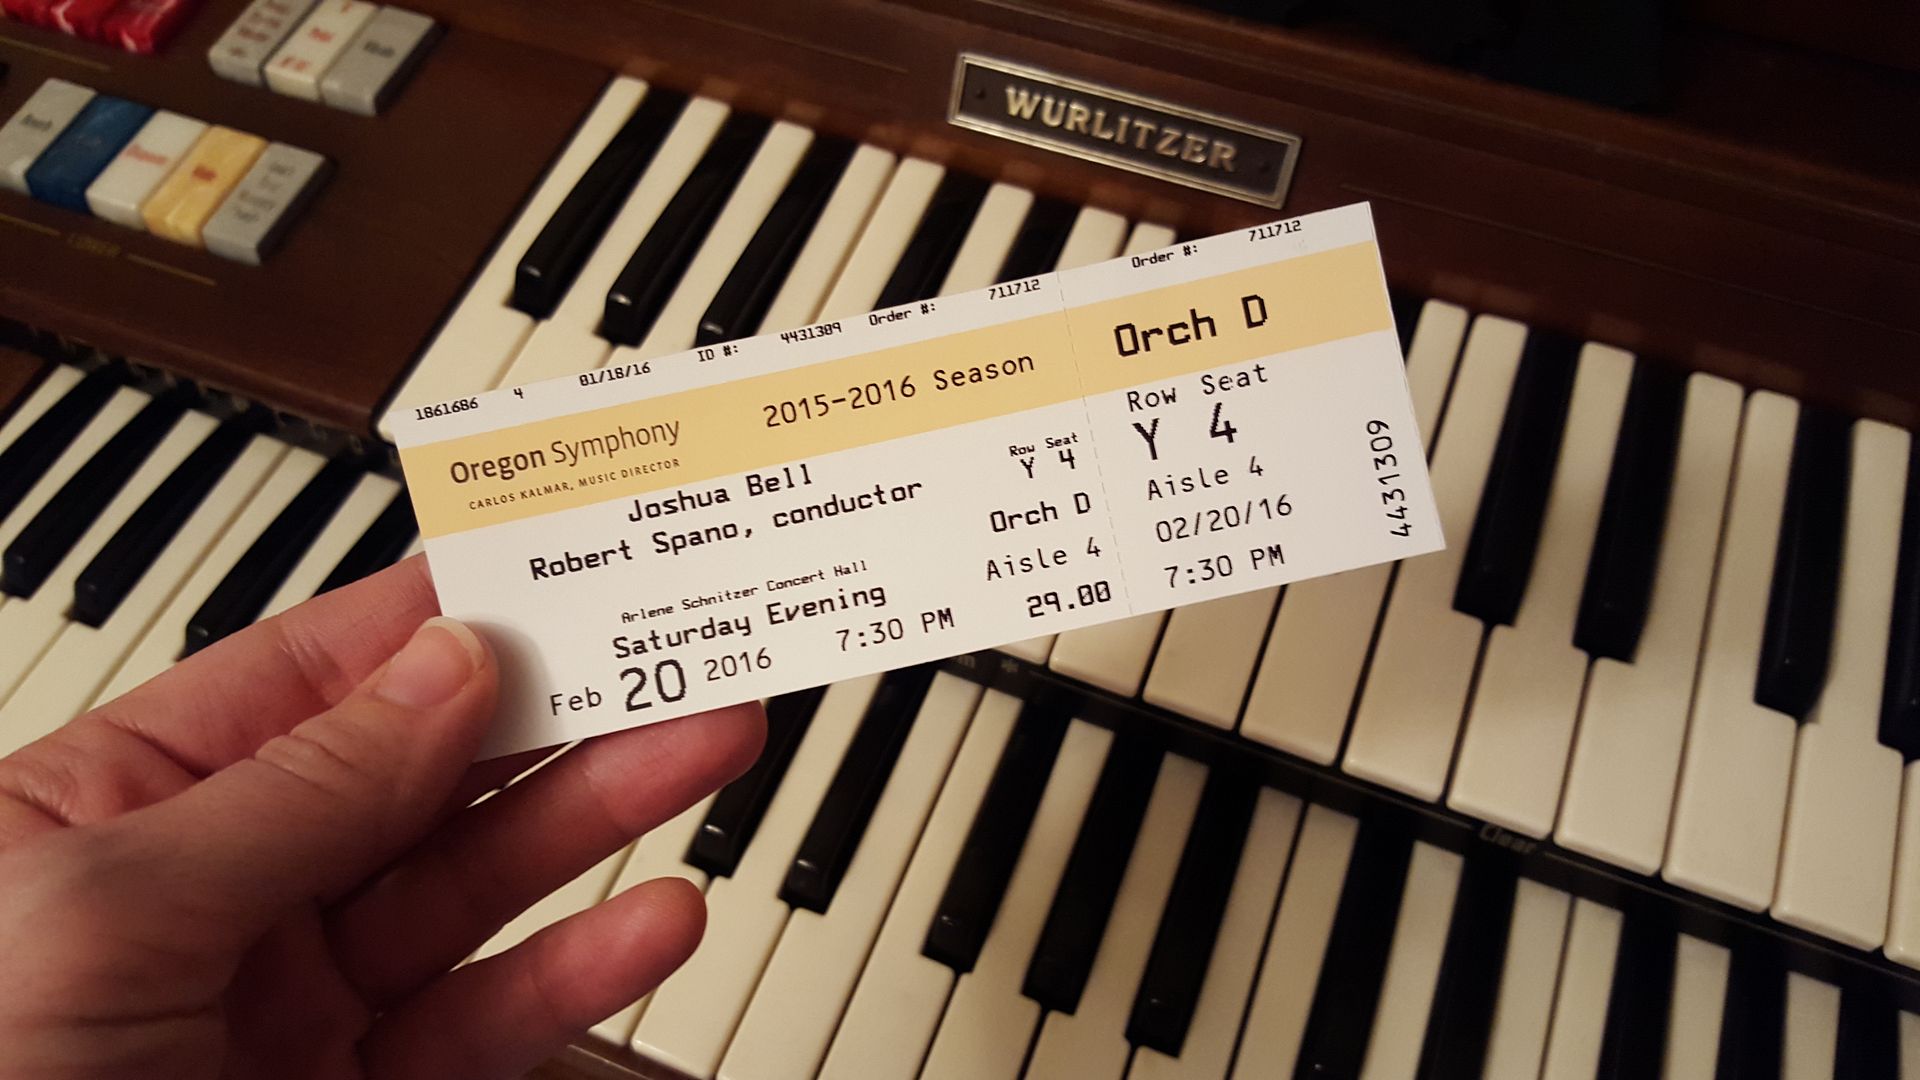 WURLITZER
1861686 4 01/18/16 ID #: 4431309 Order #: 711712
Oregon Symphony
CARLOS KALMAR, MUSIC DIRECTOR
2015-2016 Season
Joshua Bell
Robert Spano, conductor
Arlene Schnitzer Concert Hall
Saturday Evening
Feb 20 2016 7:30 PM
Row Seat
Y 4
Orch D
Aisle 4
29.00
Order #: 711712
Orch D
Row Seat
Y 4
Aisle 4
02/20/16
7:30 PM
4431309
LOWER
Clear